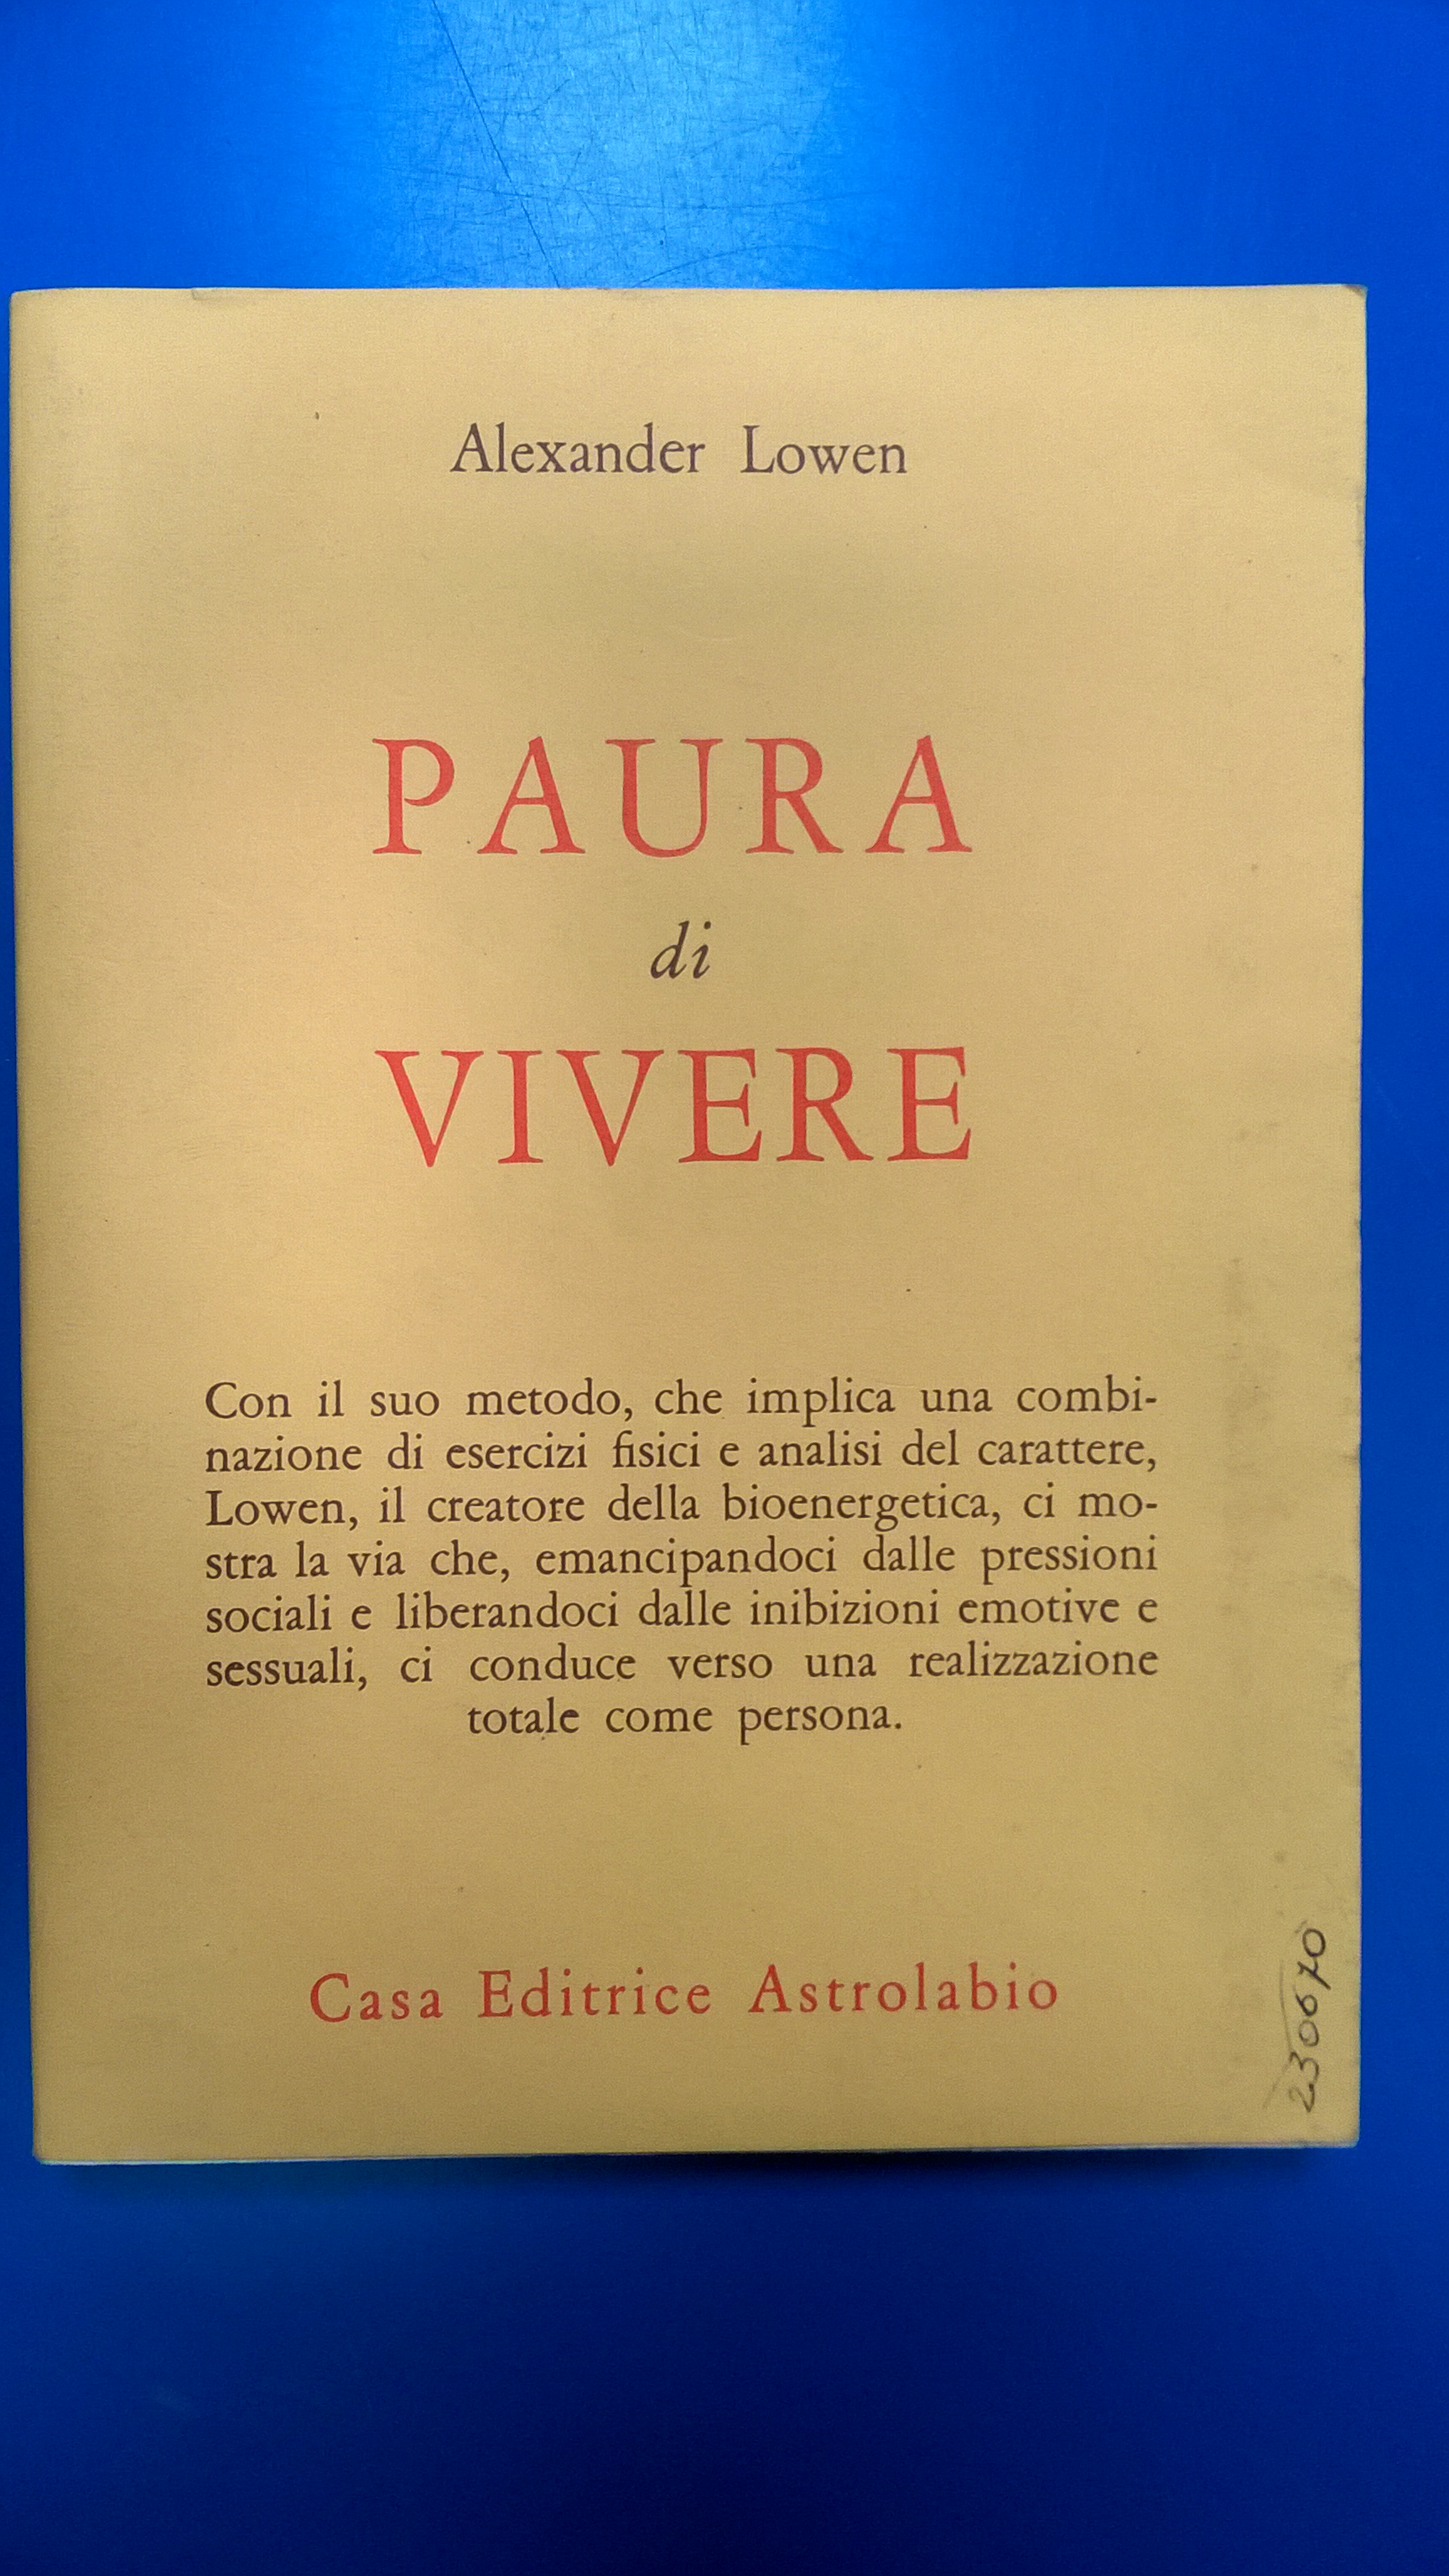 Alexander Lowen
PAURA
di
VIVERE
Con il suo metodo, che implica una combi-
nazione di esercizi fisici e analisi del carattere,
Lowen, il creatore della bioenergetica, ci mo-
stra la via che, emancipandoci dalle pressioni
sociali e liberandoci dalle inibizioni emotive e
sessuali, ci conduce verso una realizzazione
totale come persona.
Casa Editrice Astrolabio
230670